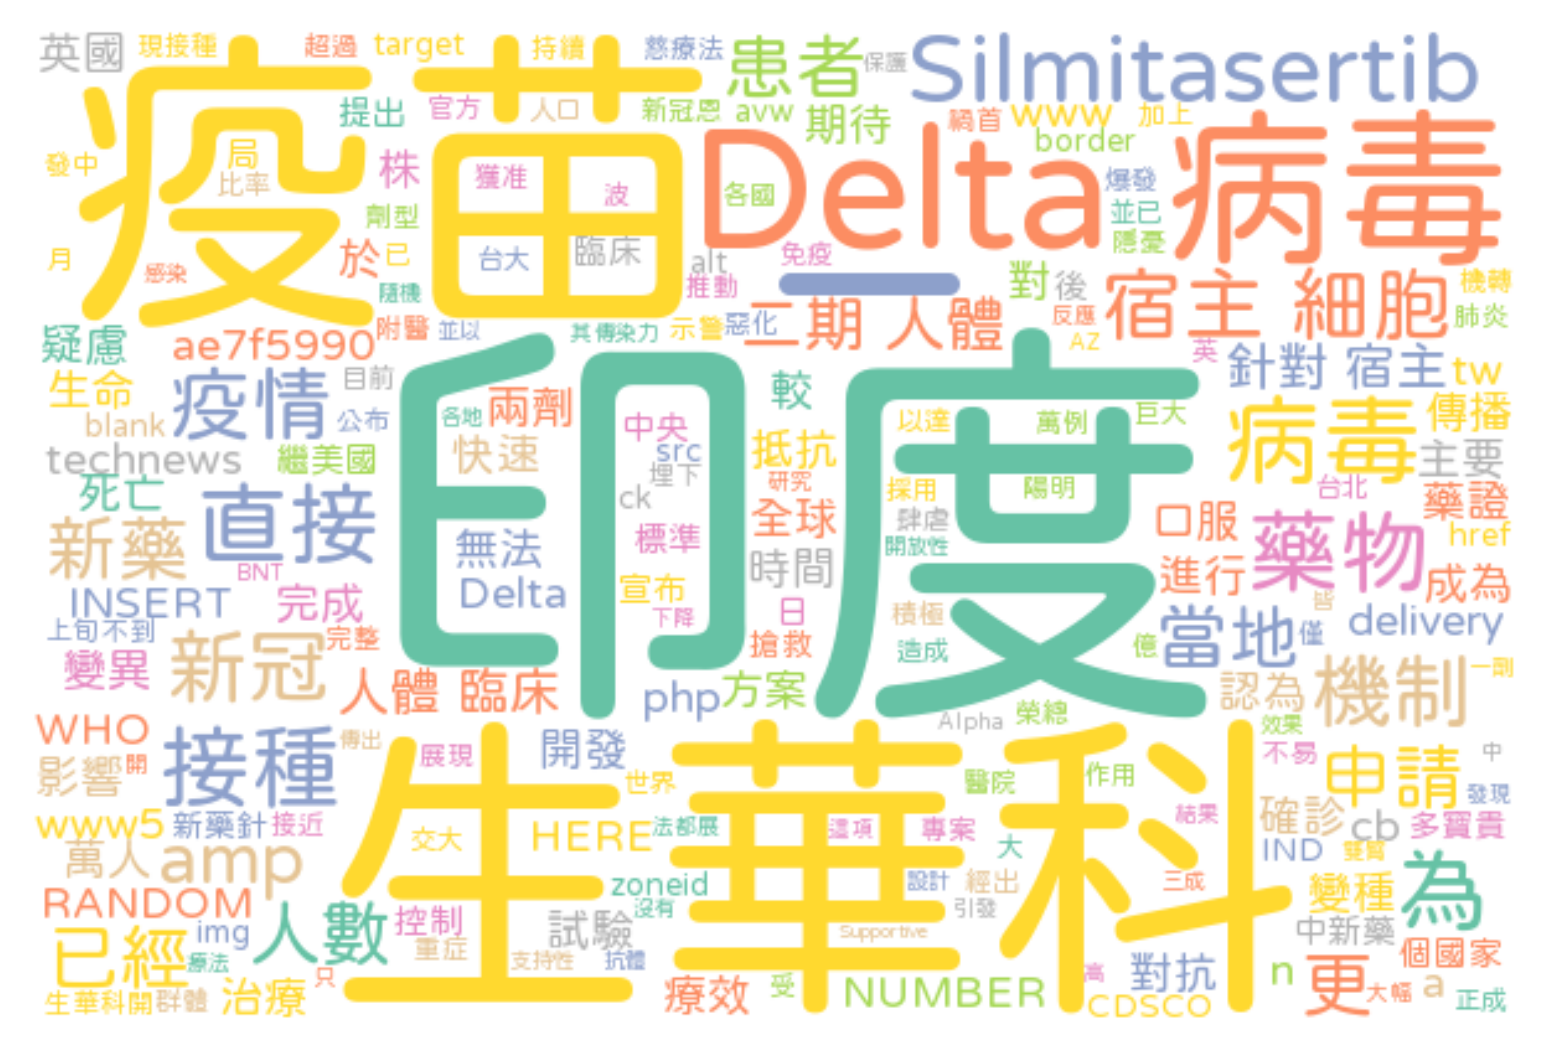 英國 現接種 超過 target 持續 慈療法 患者 保護 Silmitasertib
疫苗
提出 官方 人口 新冠恩 avw 期待 禍首 www 加上
border
發中 局 比率 株 獲准 波 Delta 各國 爆發 病毒
劑型 並已
月 感染 於 已 台大 臨床 alt 免疫 隱憂
隨機 推動 一 對 後 宿主 細胞 機轉
疑慮 ae7f5990 附醫 並以 其傳染力 示警 惡化 二期 人體 反應 肺炎
AZ 英
生命 疫情 目前 印度 較 針對 宿主 tw
blank 公布 各地 兩劑 中央 以達 萬例 巨大 病毒 傳播
technews 繼美國 快速 src 抵抗 主要
死亡 直接 ck 埋下 研究 採用 陽明 台北 藥證
新藥 無法 標準 全球 肆虐 口服 藥物 href
BNT 時間 開放性 進行 成為
INSERT 完成 Delta 宣布 日 積極 皆
上旬不到 完整 下降 搶救 造成 億 當地 僅 delivery
變異 新冠 人體 臨床 php 方案 認為 機制 一劑
WHO 傳出 Alpha 榮總 效果
影響 開 接種 展現 開發 生華科 不易 申請 中
世界 醫院 作用 發現
www5 新藥針 接近 交大 HERE 法都展 這項 專案 結果 確診 cb 多寶貴
萬人 amp 大 IND 雙幫
RANDOM zoneid 設計 經出 三成 變種 為
已經 img 人數 控制 試驗 沒有 引發 中新藥
療法 重症 支持性 抗體 Supportive 個國家
生華科開 群體 治療 只 療效 受 NUMBER 高 CDSCO 對抗 n 更 大幅 a 正成